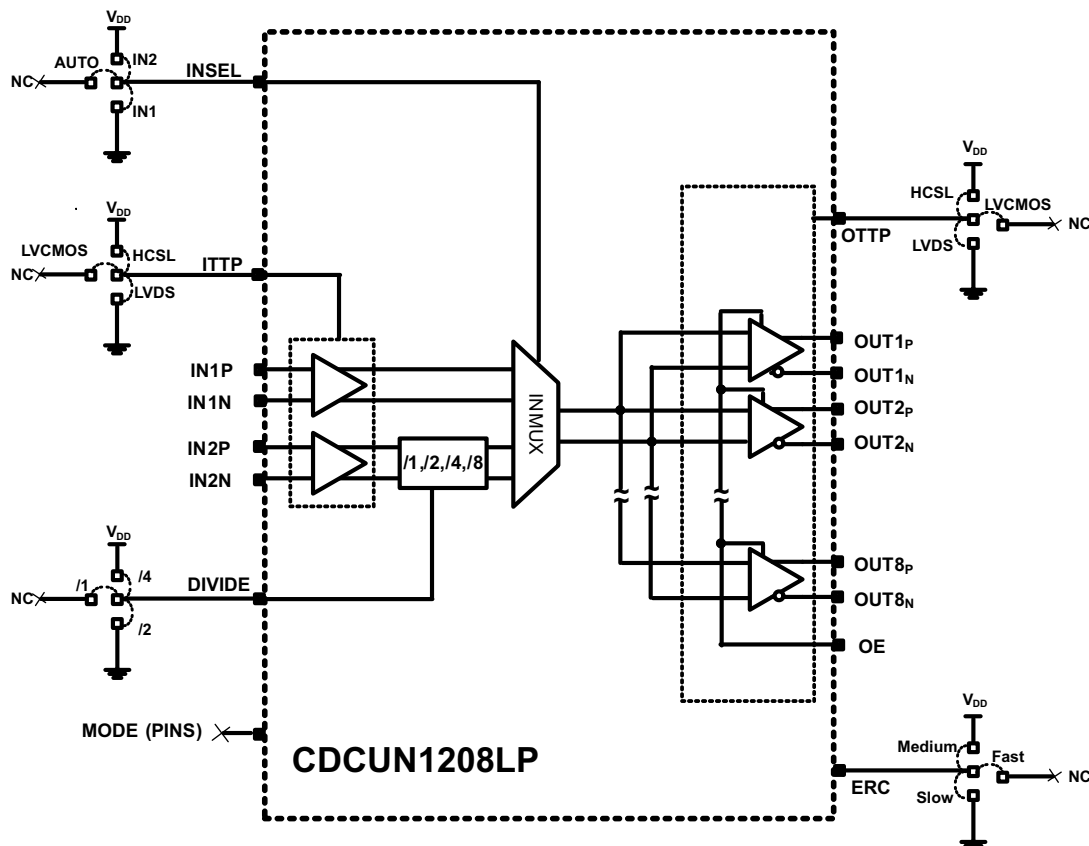 VDD
AUTO
IN2
NC
INSEL
IN1
VDD
LVCMOS
HCSL
NC
ITTP
LVDS
IN1P
IN1N
IN2P
IN2N
/1,/2,/4,/8
INMUX
VDD
/1
/4
NC
DIVIDE
/2
MODE (PINS)
CDCUN1208LP
VDD
HCSL
LVCMOS
NC
OTTP
LVDS
OUT1P
OUT1N
OUT2P
OUT2N
OUT8P
OUT8N
OE
VDD
Medium
Fast
NC
ERC
Slow